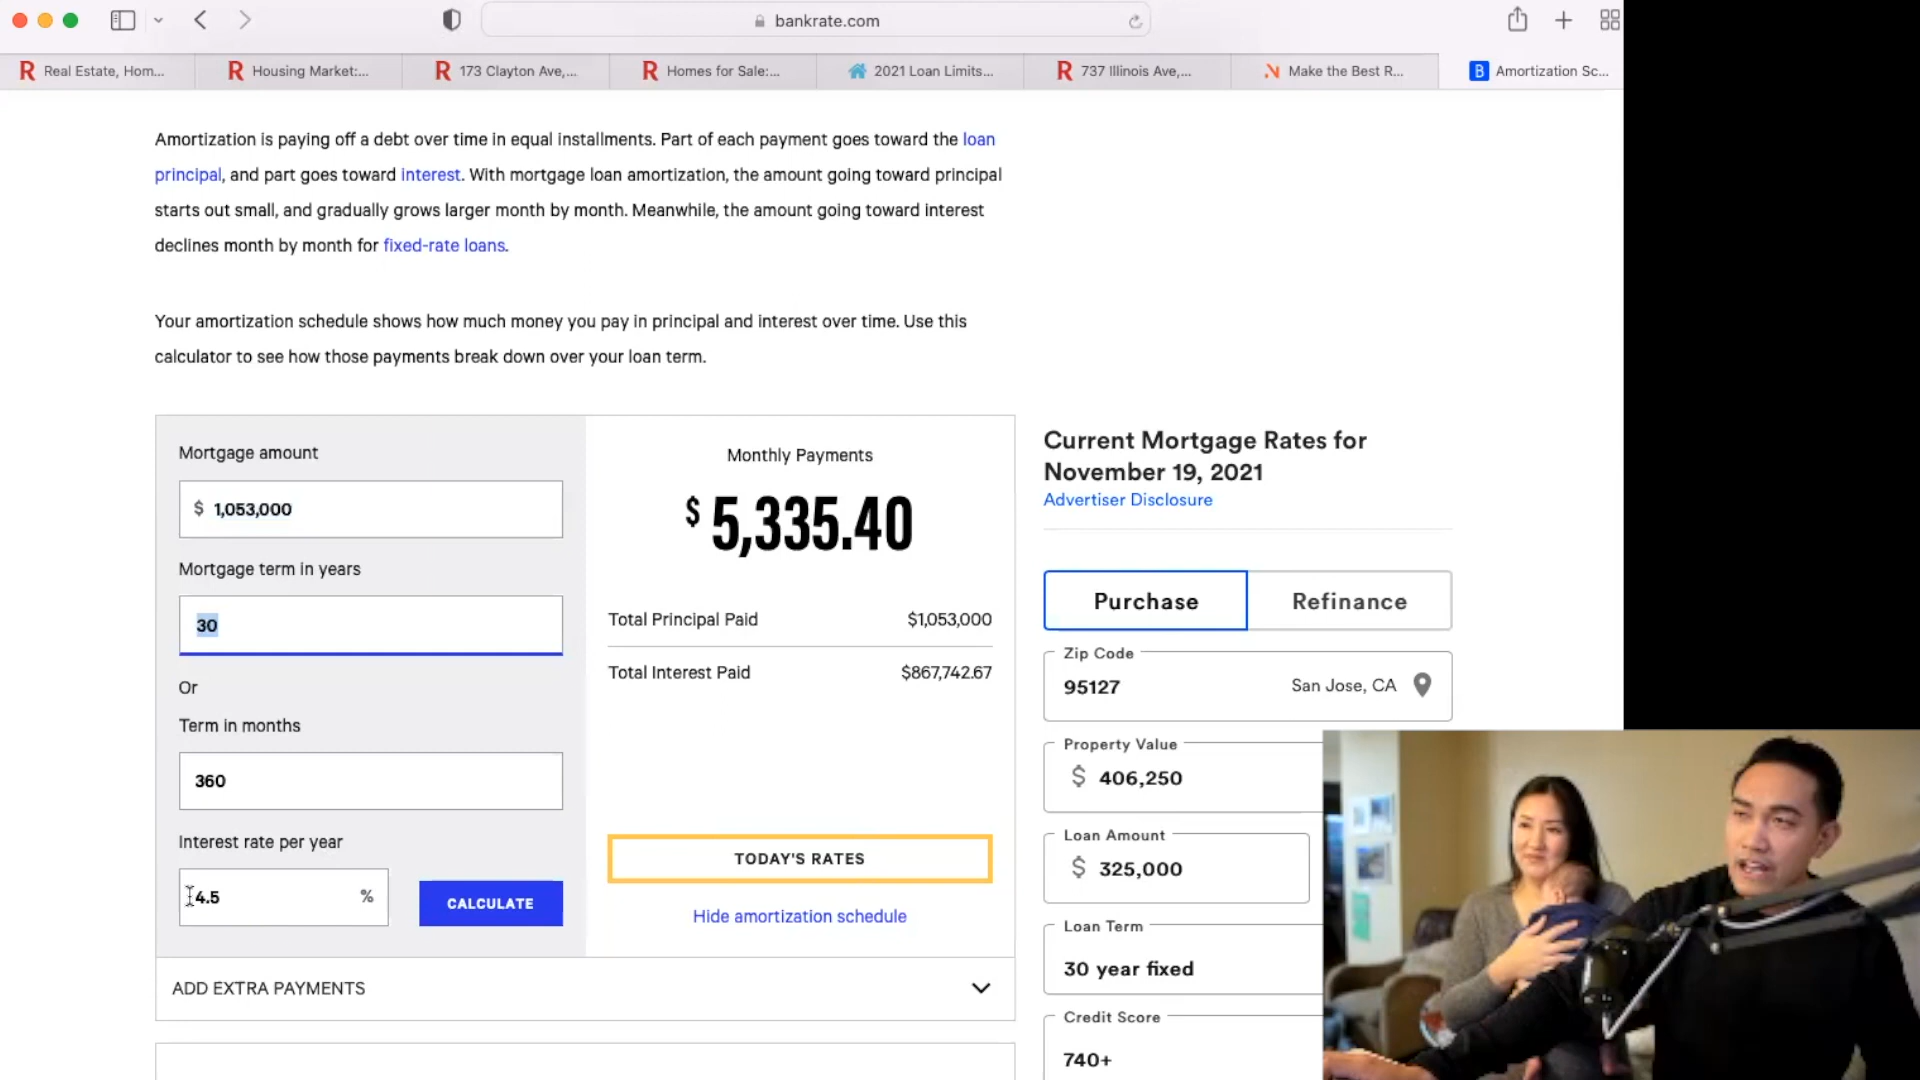 bankrate.com
R Real Estate, Hom...
R Housing Market:...
R 173 Clayton Ave,...
R Homes for Sale:...
2021 Loan Limits...
R 737 Illinois Ave,...
Make the Best R...
B Amortization Sc...
Amortization is paying off a debt over time in equal installments. Part of each payment goes toward the loan
principal, and part goes toward interest. With mortgage loan amortization, the amount going toward principal
starts out small, and gradually grows larger month by month. Meanwhile, the amount going toward interest
declines month by month for fixed-rate loans.
Your amortization schedule shows how much money you pay in principal and interest over time. Use this
calculator to see how those payments break down over your loan term.
Mortgage amount
$ 1,053,000
Mortgage term in years
30
Or
Term in months
360
Interest rate per year
4.5 %
CALCULATE
Monthly Payments
$ 5,335.40
Total Principal Paid $1,053,000
Total Interest Paid $867,742.67
TODAY'S RATES
Hide amortization schedule
ADD EXTRA PAYMENTS
Current Mortgage Rates for
November 19, 2021
Advertiser Disclosure
Purchase
Refinance
Zip Code
95127 San Jose, CA
Property Value
$ 406,250
Loan Amount
$ 325,000
Loan Term
30 year fixed
Credit Score
740+